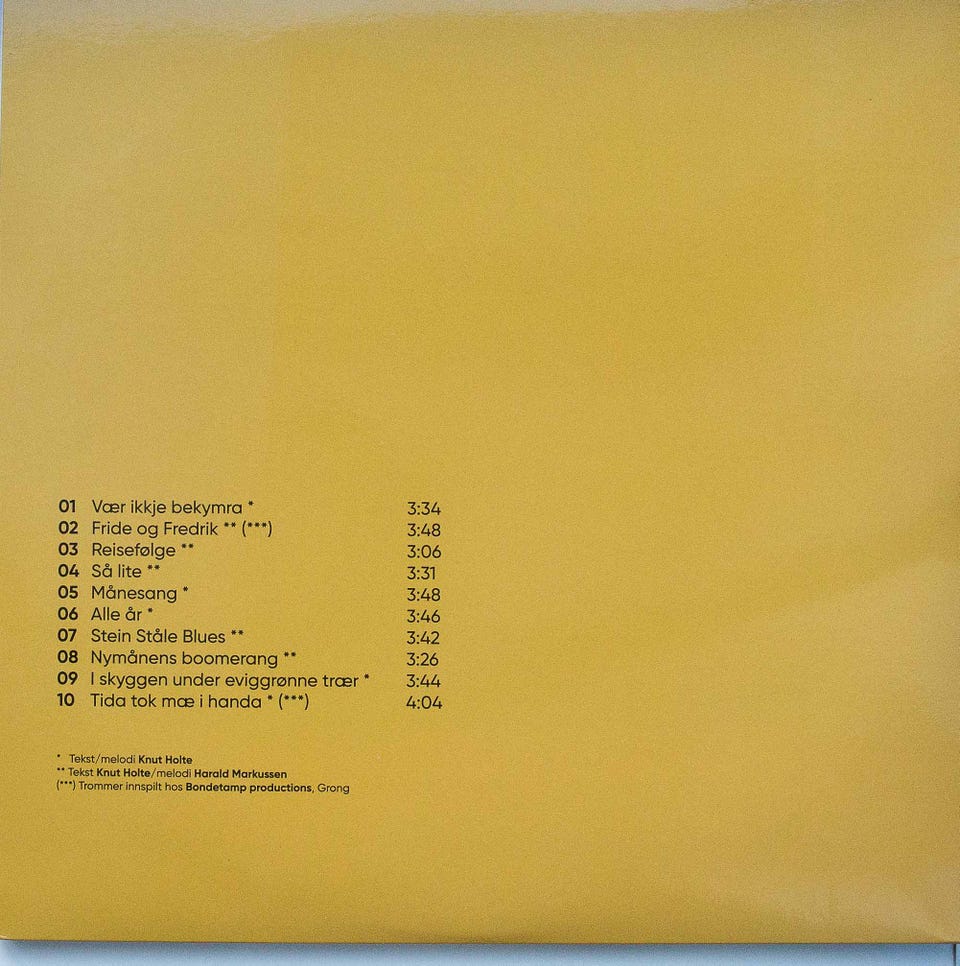 01 Vær ikkje bekymra * 3:34
02 Fride og Fredrik ** (***) 3:48
03 Reisefølge ** 3:06
04 Så lite ** 3:31
05 Månesang * 3:48
06 Alle år * 3:46
07 Stein Ståle Blues ** 3:42
08 Nymånens boomerang ** 3:26
09 I skyggen under eviggrønne trær * 3:44
10 Tida tok mæ i handa * (***) 4:04
* Tekst/melodi Knut Holte
** Tekst Knut Holte/melodi Harald Markussen
(***) Trommer innspilt hos Bondetamp productions, Grong